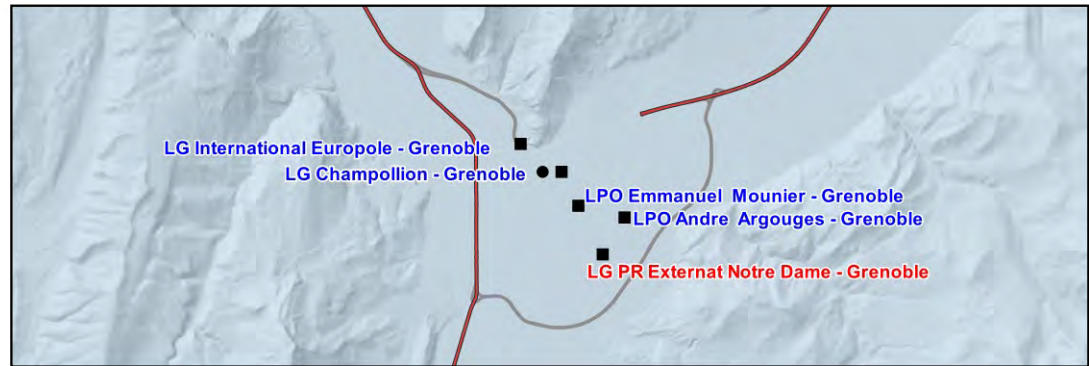 LG International Europole - Grenoble
LG Champollion - Grenoble
LPO Emmanuel Mounier - Grenoble
LPO Andre Argouges - Grenoble
LG PR Externat Notre Dame - Grenoble